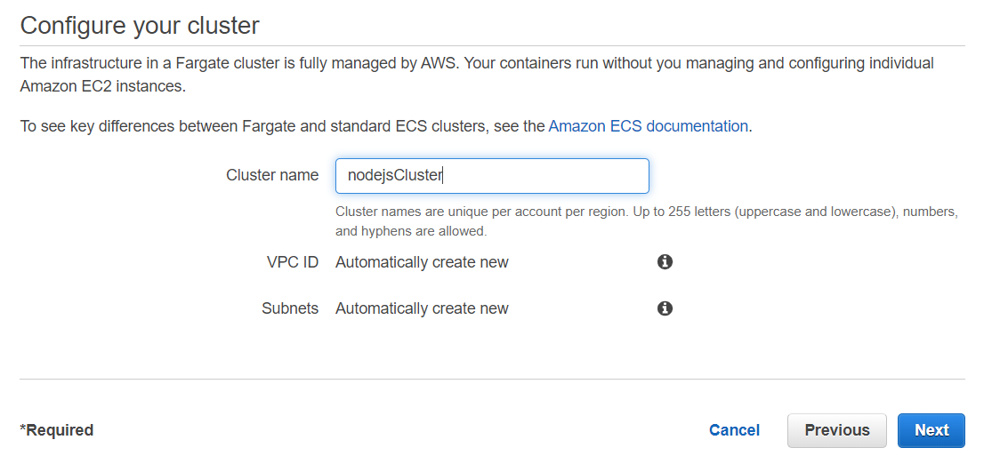 Configure your cluster
The infrastructure in a Fargate cluster is fully managed by AWS. Your containers run without you managing and configuring individual
Amazon EC2 instances.
To see key differences between Fargate and standard ECS clusters, see the Amazon ECS documentation.
Cluster name nodejsCluster
Cluster names are unique per account per region. Up to 255 letters (uppercase and lowercase), numbers,
and hyphens are allowed.
VPC ID Automatically create new
Subnets Automatically create new
*Required Cancel Previous Next